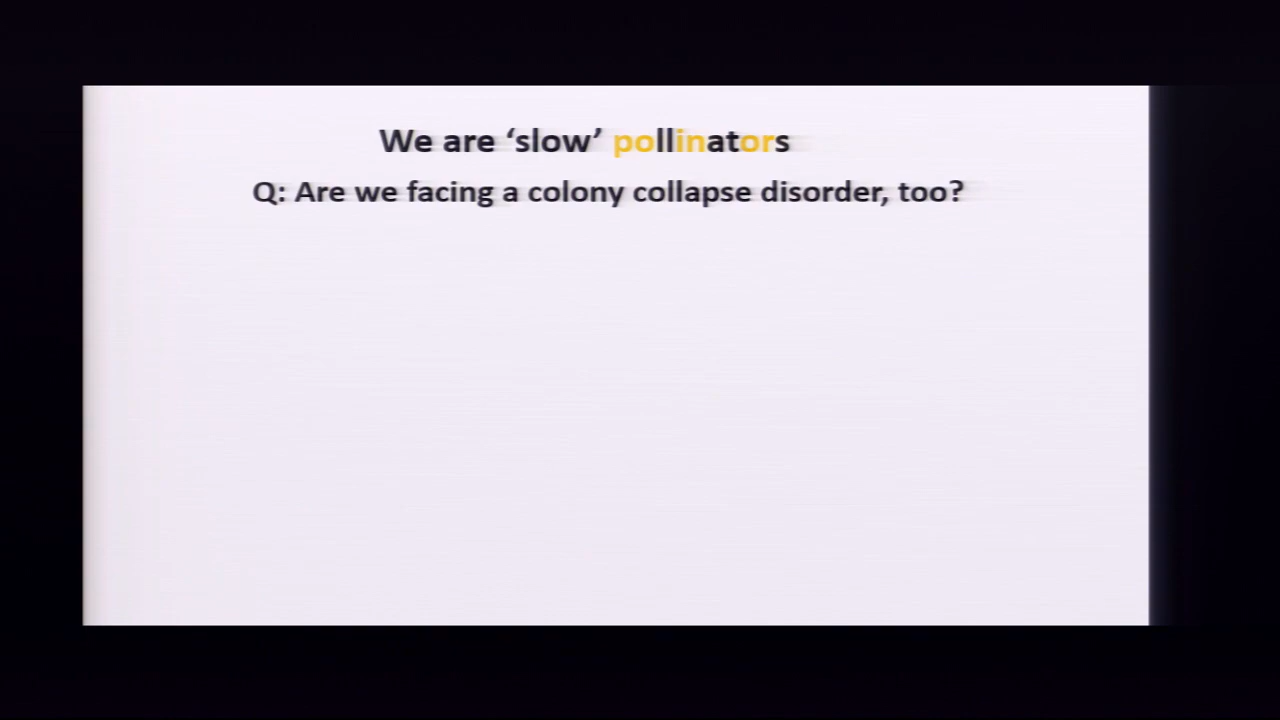 We are ‘slow’ pollinators
Q: Are we facing a colony collapse disorder, too?